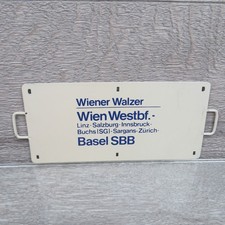 Wiener Walzer
Wien Westbf.-
Linz-Salzburg-Innsbruck-
Buchs(SG)-Sargans-Zürich-
Basel SBB